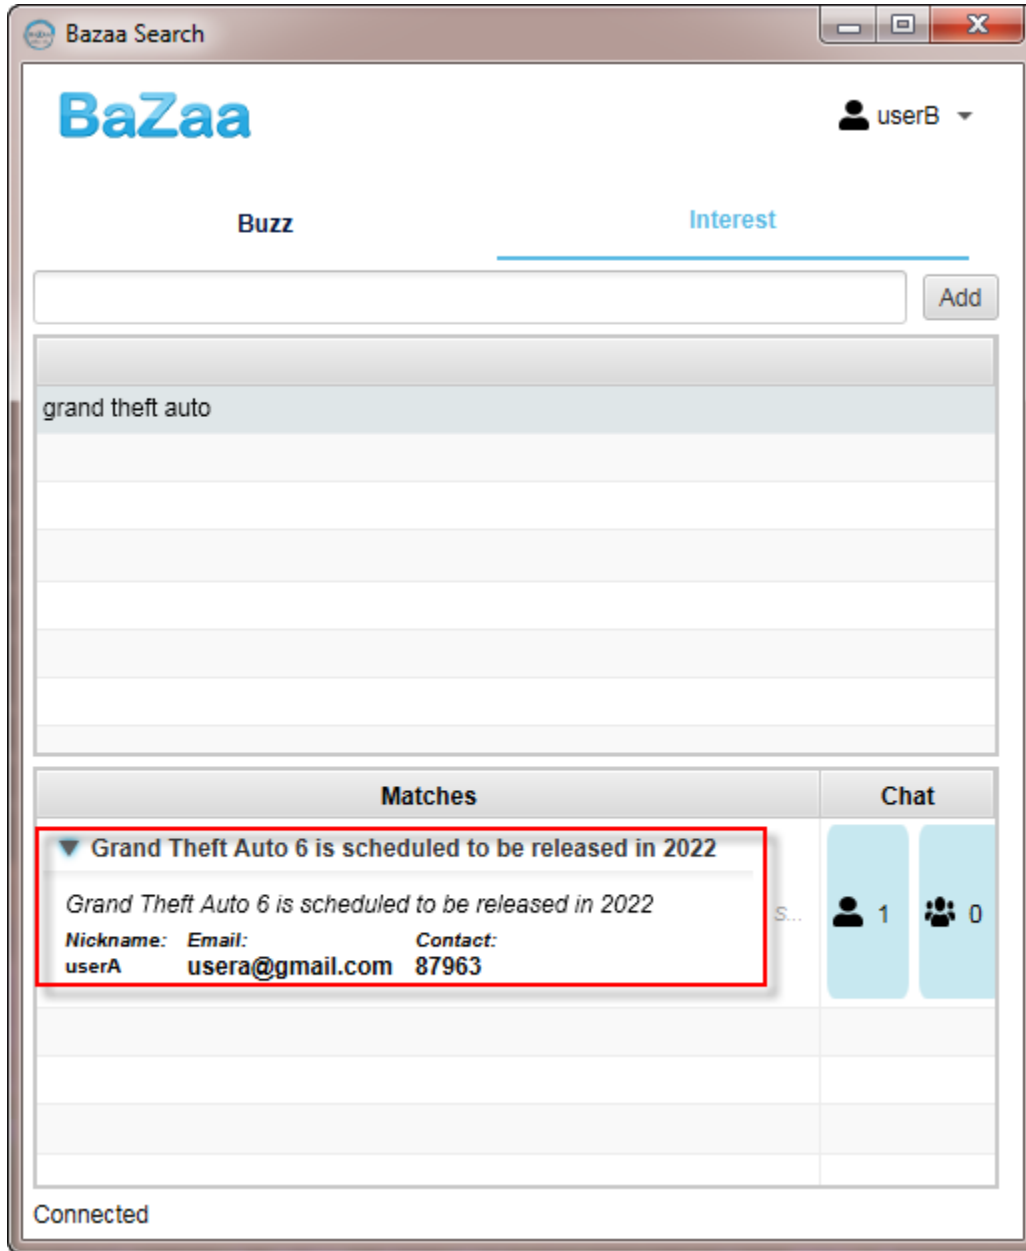 Bazaa Search
BaZaa
userB
Buzz Interest
Add
grand theft auto
Matches Chat
Grand Theft Auto 6 is scheduled to be released in 2022
Grand Theft Auto 6 is scheduled to be released in 2022
s... 1 0
Nickname: Email: Contact:
userA usera@gmail.com 87963
Connected